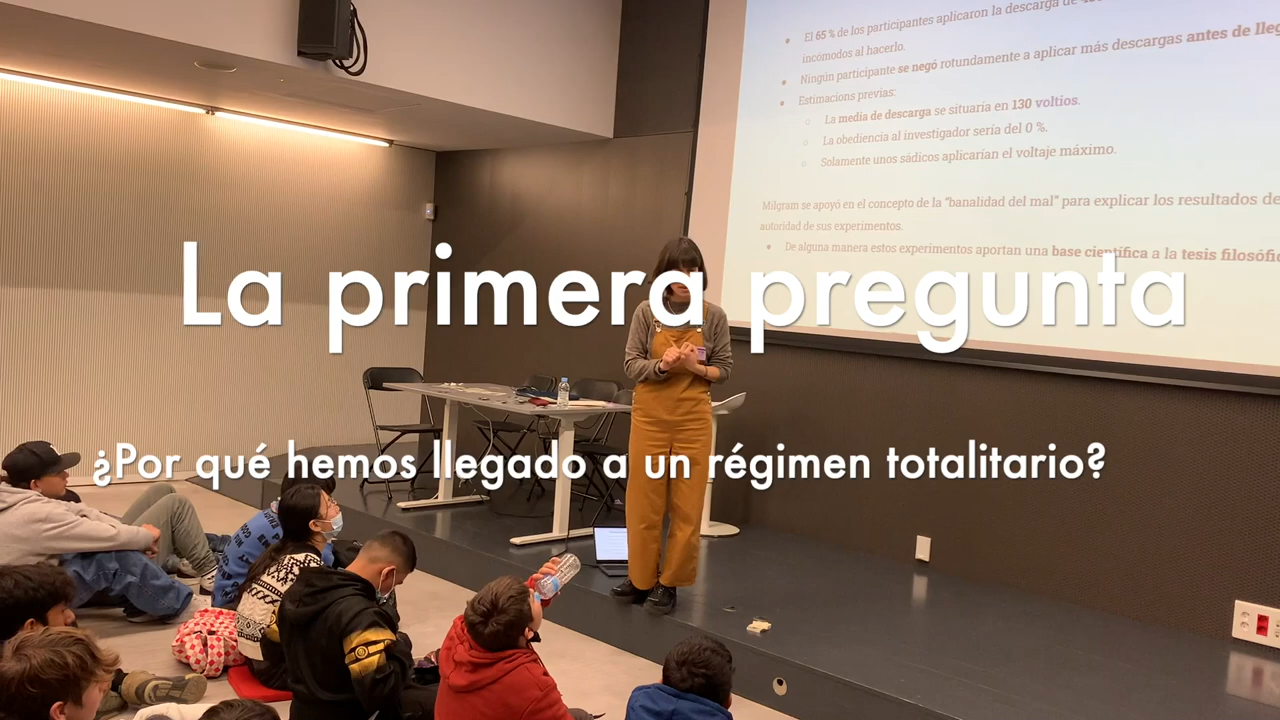 El 65 % de los participantes aplicaron la descarga de
incómodos al hacerlo.
Ningún participante se negó rotundamente a aplicar más descargas antes de
Estimacions previas:
La media de descarga se situaría en 130 voltios.
La obediencia al investigador sería del 0 %.
Solamente unos sádicos aplicarían el voltaje máximo.
Milgram se apoyó en el concepto de la "banalidad del mal" para explicar los resultados de
autoridad de sus experimentos.
De alguna manera estos experimentos aportan una base científica a la tesis
La primera pregunta
¿Por qué hemos llegado a un régimen totalitario?